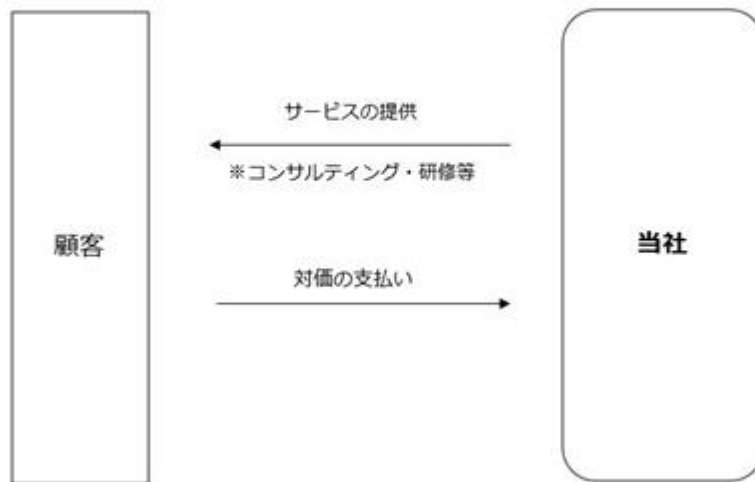 サービスの提供
※コンサルティング・研修等
顧客
当社
対価の支払い